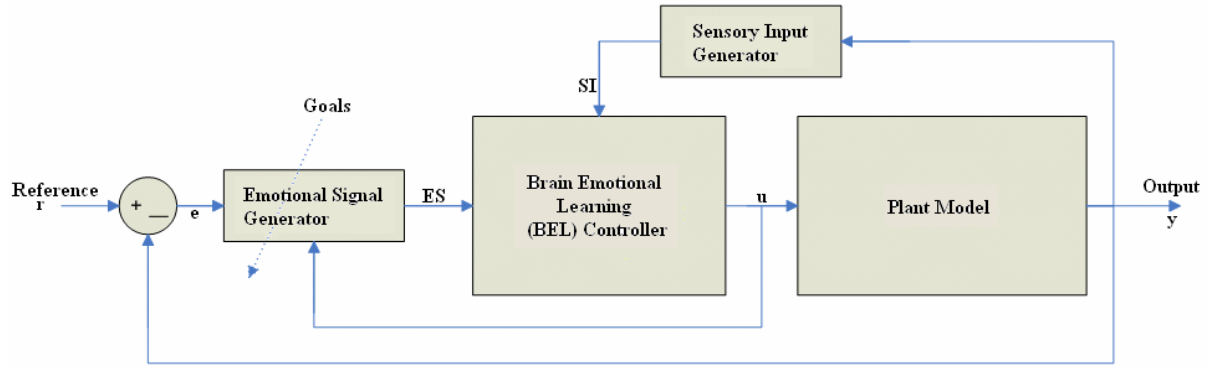 Sensory Input
Generator
SI
Goals
Reference
r
+
_
e
Emotional Signal
Generator
ES
Brain Emotional
Learning
(BEL) Controller
u
Plant Model
Output
y